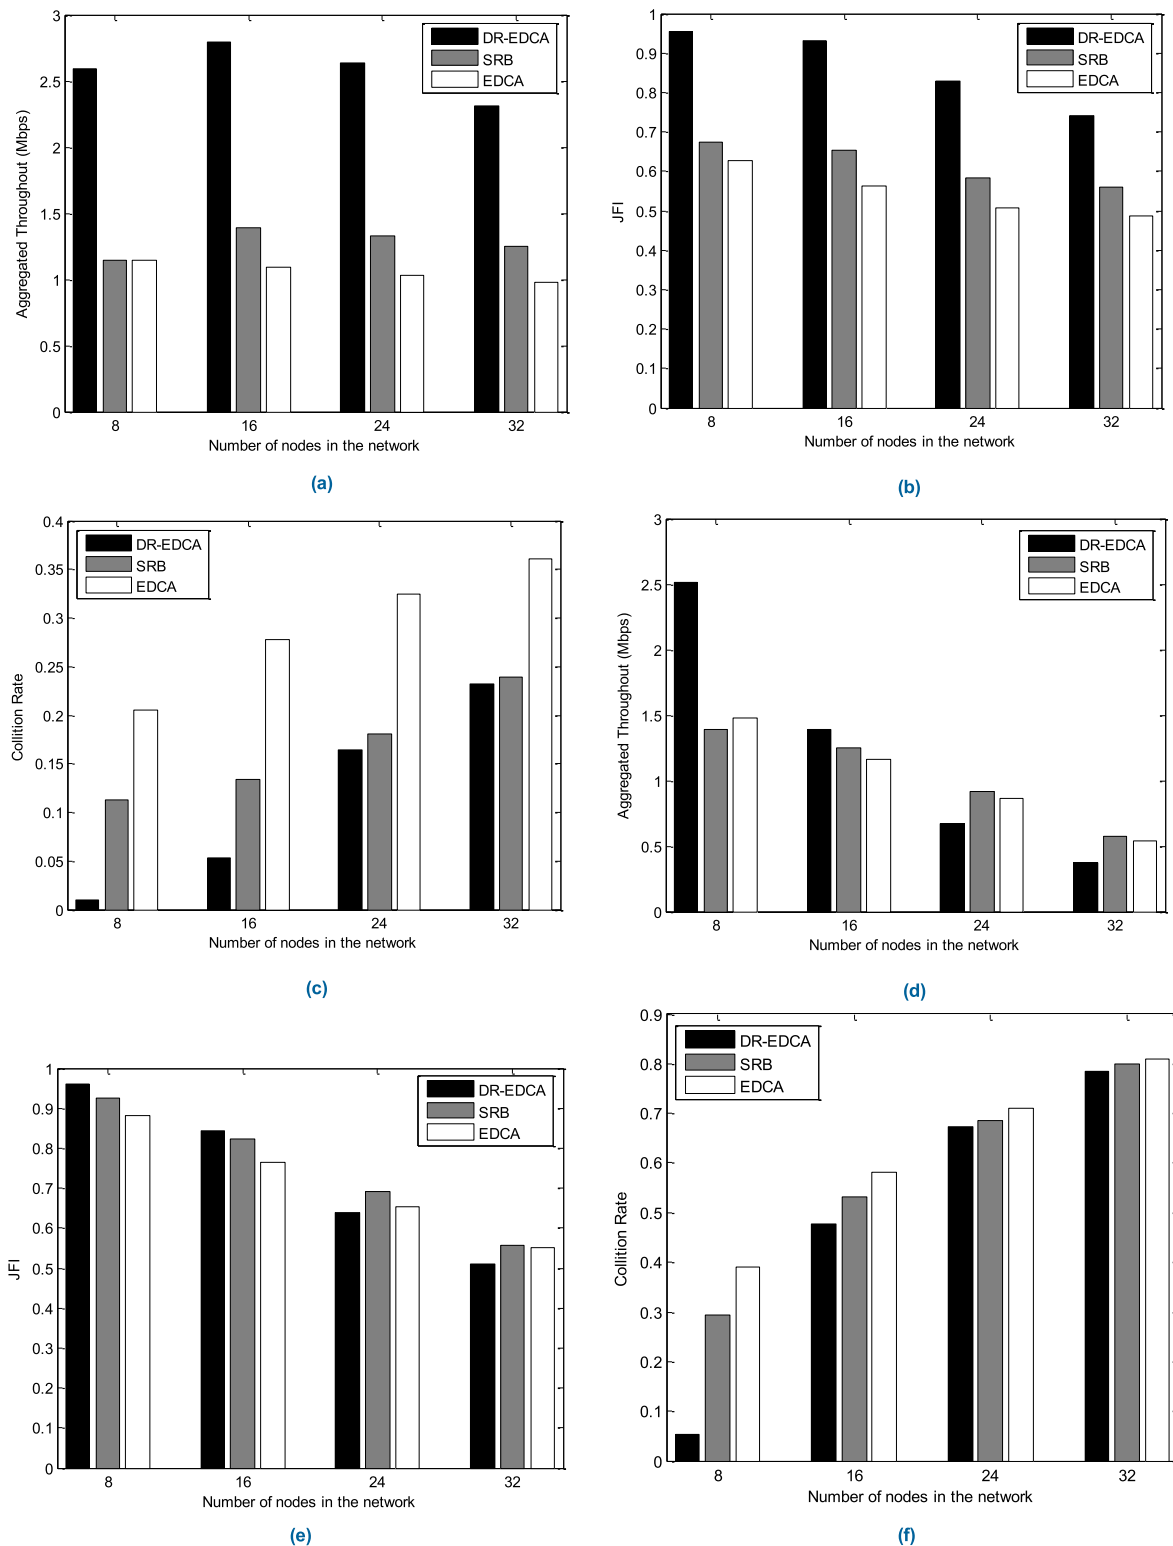 3
2.5
2
1.5
1
0.5
0
Aggregated Throughout (Mbps)
DR-EDCA
SRB
EDCA
8 16 24 32
Number of nodes in the network
(a)
1
0.9
0.8
0.7
0.6
0.5
0.4
0.3
0.2
0.1
0
JFI
DR-EDCA
SRB
EDCA
8 16 24 32
Number of nodes in the network
(b)
0.4
0.35
0.3
0.25
0.2
0.15
0.1
0.05
0
Collition Rate
DR-EDCA
SRB
EDCA
8 16 24 32
Number of nodes in the network
(c)
3
2.5
2
1.5
1
0.5
0
Aggregated Throughout (Mbps)
DR-EDCA
SRB
EDCA
8 16 24 32
Number of nodes in the network
(d)
1
0.9
0.8
0.7
0.6
0.5
0.4
0.3
0.2
0.1
0
JFI
DR-EDCA
SRB
EDCA
8 16 24 32
Number of nodes in the network
(e)
0.9
0.8
0.7
0.6
0.5
0.4
0.3
0.2
0.1
0
Collition Rate
DR-EDCA
SRB
EDCA
8 16 24 32
Number of nodes in the network
(f)